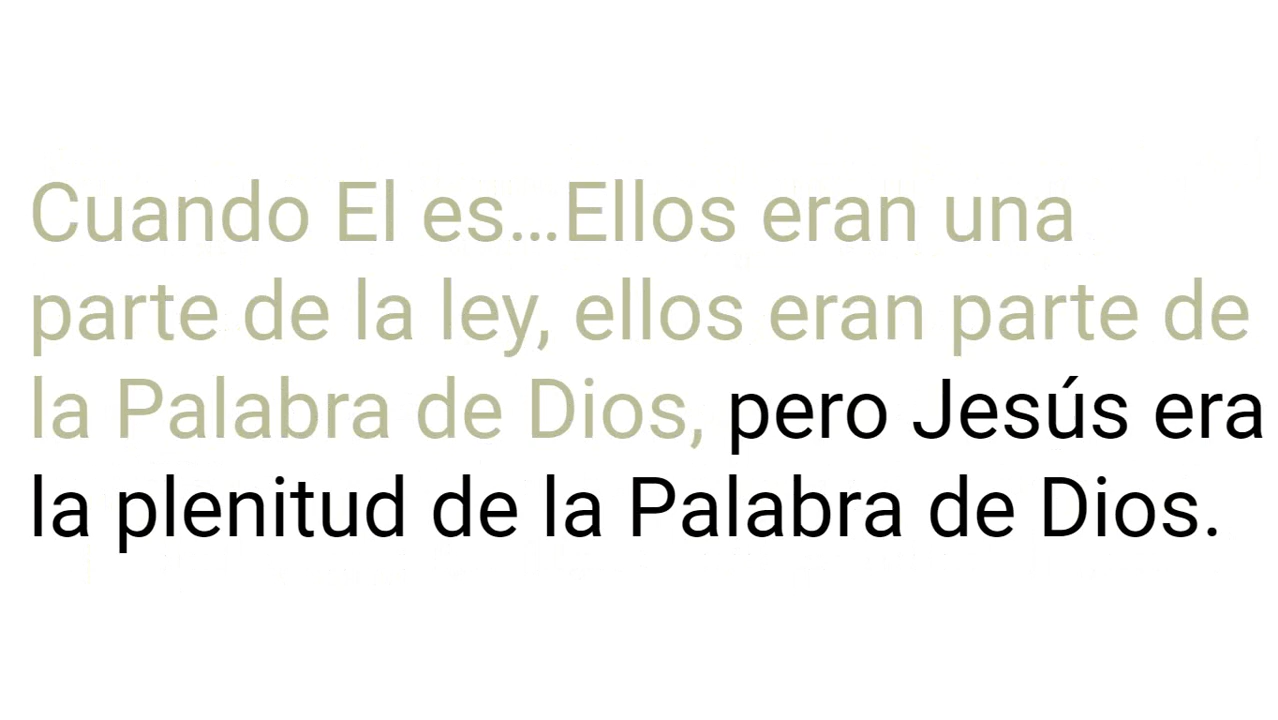 Cuando El es...Ellos eran una
parte de la ley, ellos eran parte de
la Palabra de Dios, pero Jesús era
la plenitud de la Palabra de Dios.